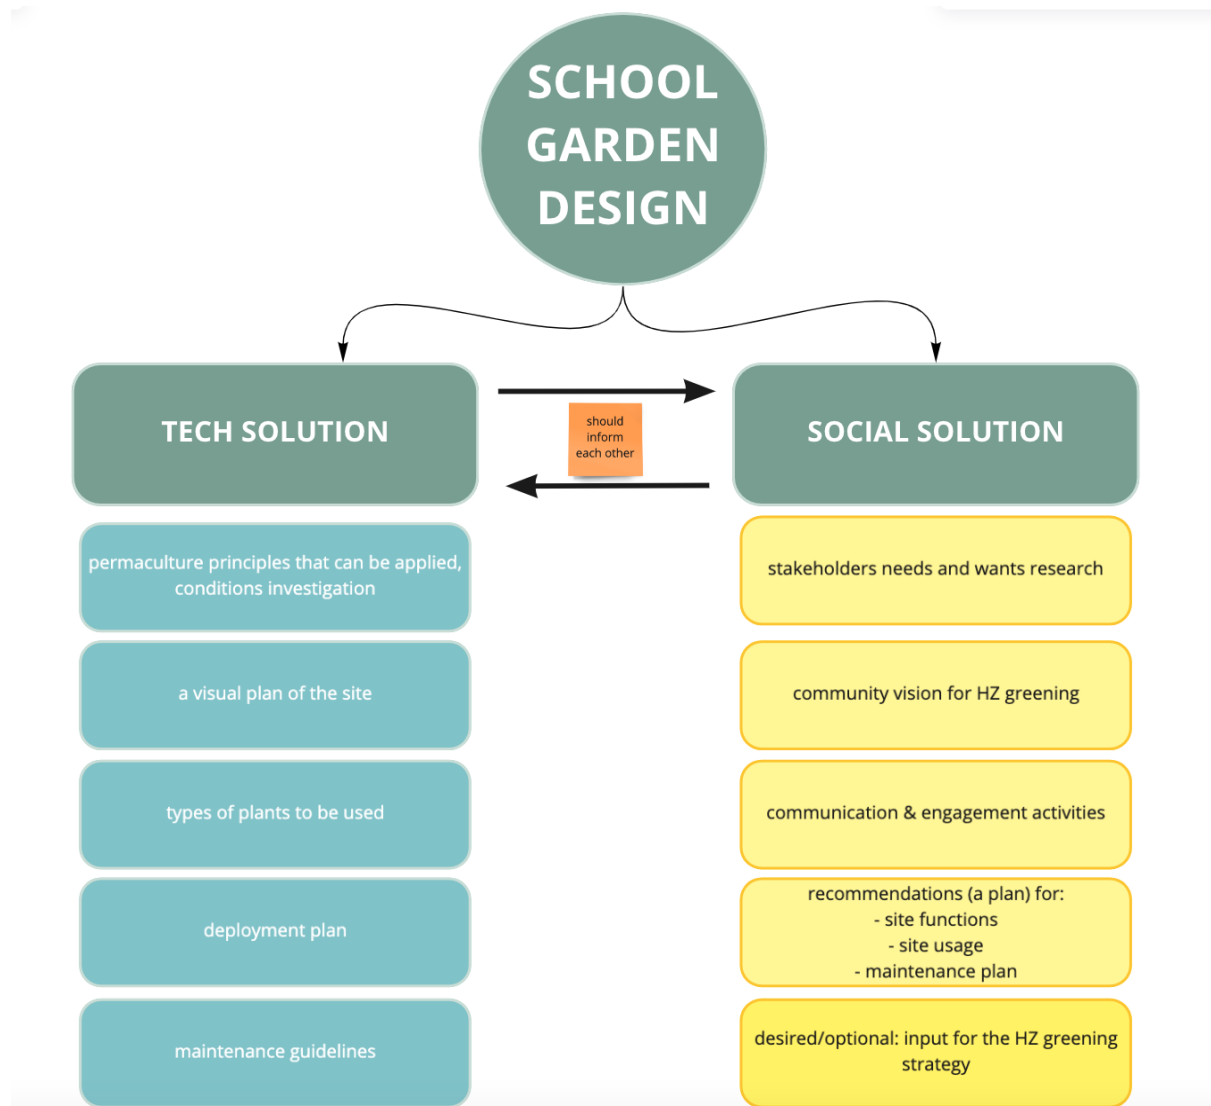 SCHOOL
GARDEN
DESIGN
TECH SOLUTION
should
inform
each other
SOCIAL SOLUTION
permaculture principles that can be applied,
conditions investigation
a visual plan of the site
types of plants to be used
deployment plan
maintenance guidelines
stakeholders needs and wants research
community vision for HZ greening
communication & engagement activities
recommendations (a plan) for:
- site functions
- site usage
- maintenance plan
desired/optional: input for the HZ greening
strategy